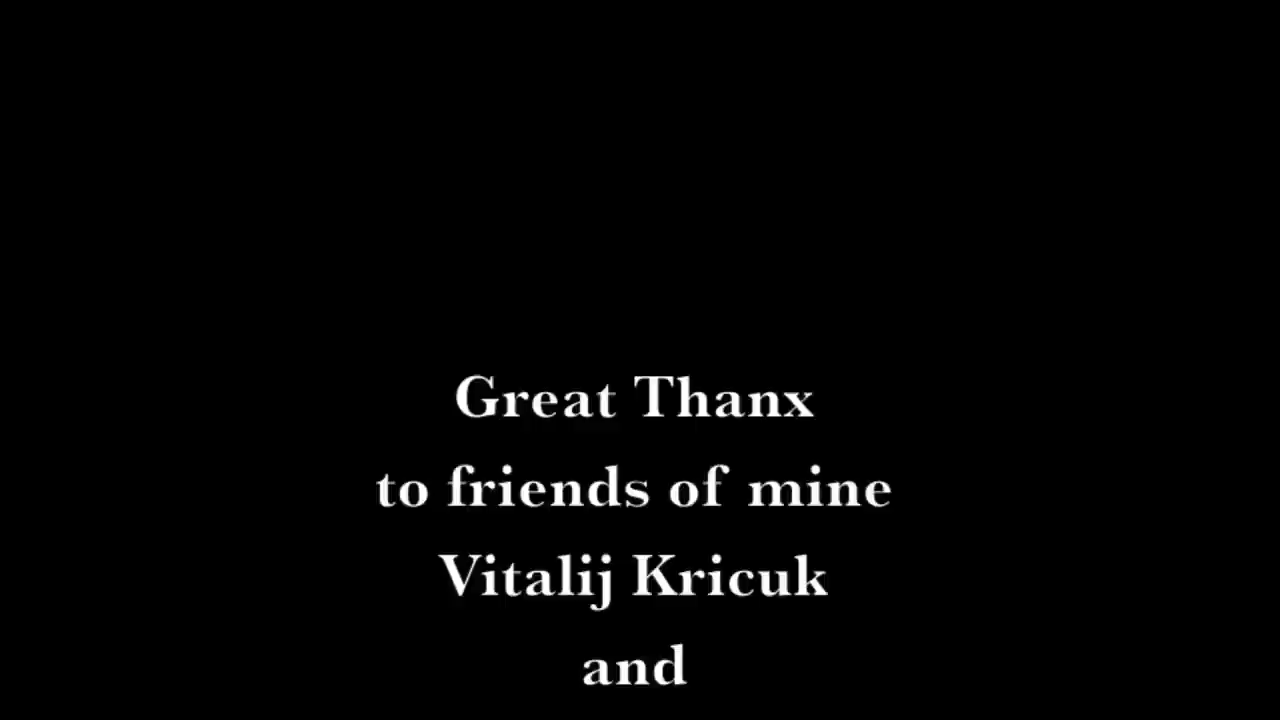 Great Thanx
to friends of mine
Vitalij Kricuk
and